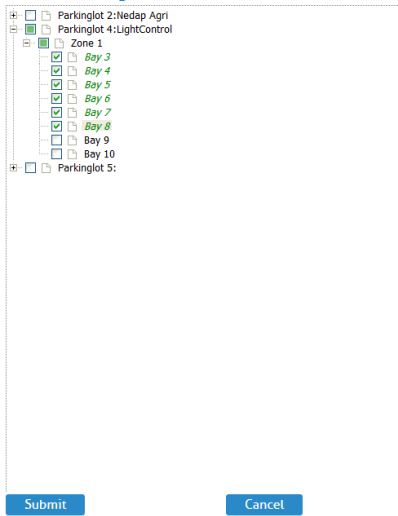 Parkinglot 2:Nedap Agri
Parkinglot 4:LightControl
Zone 1
Bay 3
Bay 4
Bay 5
Bay 6
Bay 7
Bay 8
Bay 9
Bay 10
Parkinglot 5:
Submit
Cancel